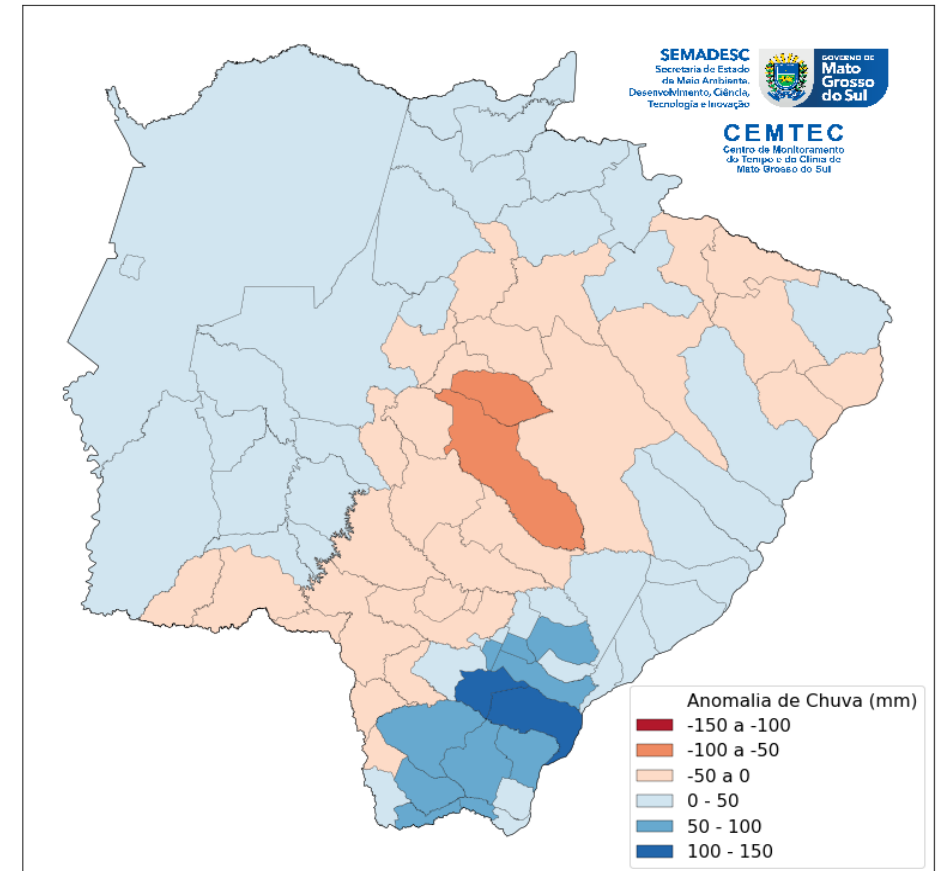 SEMADESC
Secretaria de Estado
de Meio Ambiente,
Desenvolvimento, Ciência,
Tecnologia e Inovação
GOVERNO DE
Mato
Grosso
do Sul
CEMTEC
Centro de Monitoramento
do Tempo e do Clima de
Mato Grosso do Sul
Anomalia de Chuva (mm)
-150 a -100
-100 a -50
-50 a 0
0 - 50
50 - 100
100 - 150